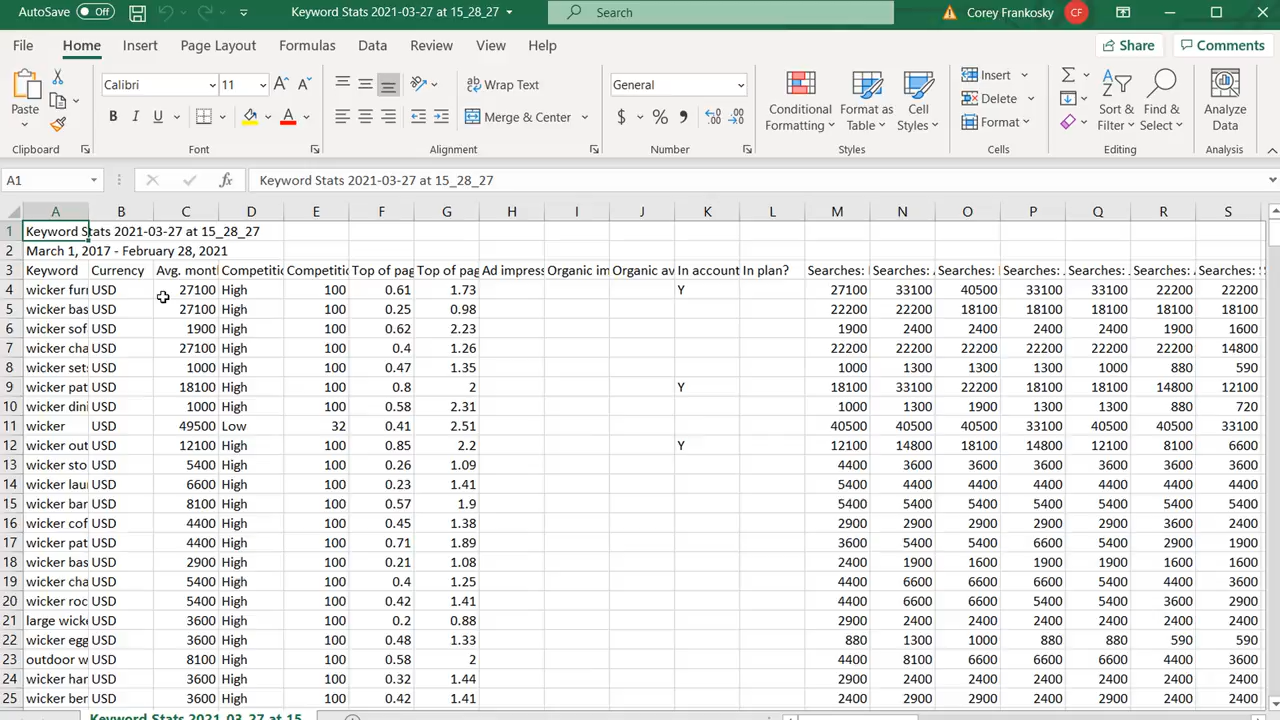 AutoSave Off Keyword Stats 2021-03-27 at 15_28_27 Search Corey Frankosky CF
File Home Insert Page Layout Formulas Data Review View Help Share Comments
Paste Calibri 11 Wrap Text General Conditional Formatting Format as Table Cell Styles Insert Sort & Filter Find & Select Analyze Data
B I U Merge & Center $ % Delete
Format
Clipboard Font Alignment Number Styles Cells Editing Analysis
A1 fx Keyword Stats 2021-03-27 at 15_28_27
A B C D E F G H I J K L M N O P Q R S
1 Keyword Stats 2021-03-27 at 15_28_27
2 March 1, 2017 - February 28, 2021
3 Keyword Currency Avg. mont Competitic Competitic Top of pag Top of pag Ad impress Organic im Organic av In account In plan? Searches: Searches: Searches: Searches: Searches: Searches: Searches:
4 wicker furi USD 27100 High 100 0.61 1.73 Y 27100 33100 40500 33100 33100 22200 22200
5 wicker bas USD 27100 High 100 0.25 0.98 22200 22200 18100 18100 18100 18100 18100
6 wicker sof USD 1900 High 100 0.62 2.23 1900 2400 2400 2400 2400 1900 1600
7 wicker cha USD 27100 High 100 0.4 1.26 22200 22200 22200 22200 22200 22200 14800
8 wicker set USD 1000 High 100 0.47 1.35 1000 1300 1300 1300 1000 880 590
9 wicker pat USD 18100 High 100 0.8 2 Y 18100 33100 22200 18100 18100 14800 12100
10 wicker dini USD 1000 High 100 0.58 2.31 1000 1300 1900 1300 1300 880 720
11 wicker USD 49500 Low 32 0.41 2.51 40500 40500 40500 33100 40500 40500 33100
12 wicker out USD 12100 High 100 0.85 2.2 Y 12100 14800 18100 14800 12100 8100 6600
13 wicker sto USD 5400 High 100 0.26 1.09 4400 3600 3600 3600 3600 3600 3600
14 wicker lau USD 6600 High 100 0.23 1.41 5400 4400 4400 4400 4400 5400 4400
15 wicker bar USD 8100 High 100 0.57 1.9 5400 5400 5400 5400 5400 5400 4400
16 wicker cof USD 4400 High 100 0.45 1.38 2900 2900 2900 2900 2900 3600 2400
17 wicker pat USD 4400 High 100 0.71 1.89 3600 5400 5400 6600 5400 2900 1900
18 wicker bas USD 2900 High 100 0.21 1.08 2400 1900 1900 1600 1900 1600 1600
19 wicker cha USD 5400 High 100 0.4 1.25 4400 6600 6600 6600 5400 4400 3600
20 wicker roc USD 5400 High 100 0.42 1.41 4400 6600 6600 5400 5400 3600 2900
21 large wick USD 3600 High 100 0.2 0.88 2900 2400 2400 2400 2400 2400 2400
22 wicker egg USD 3600 High 100 0.48 1.33 880 1300 1000 880 880 590 590
23 outdoor w USD 8100 High 100 0.58 2 4400 8100 6600 6600 6600 4400 3600
24 wicker han USD 3600 High 100 0.32 1.44 2400 2400 2400 2400 2400 2400 2400
25 wicker ben USD 3600 High 100 0.42 1.41 2400 2900 2900 2400 2400 2400 2400
Keyword Stats 2021-03-27 at 15